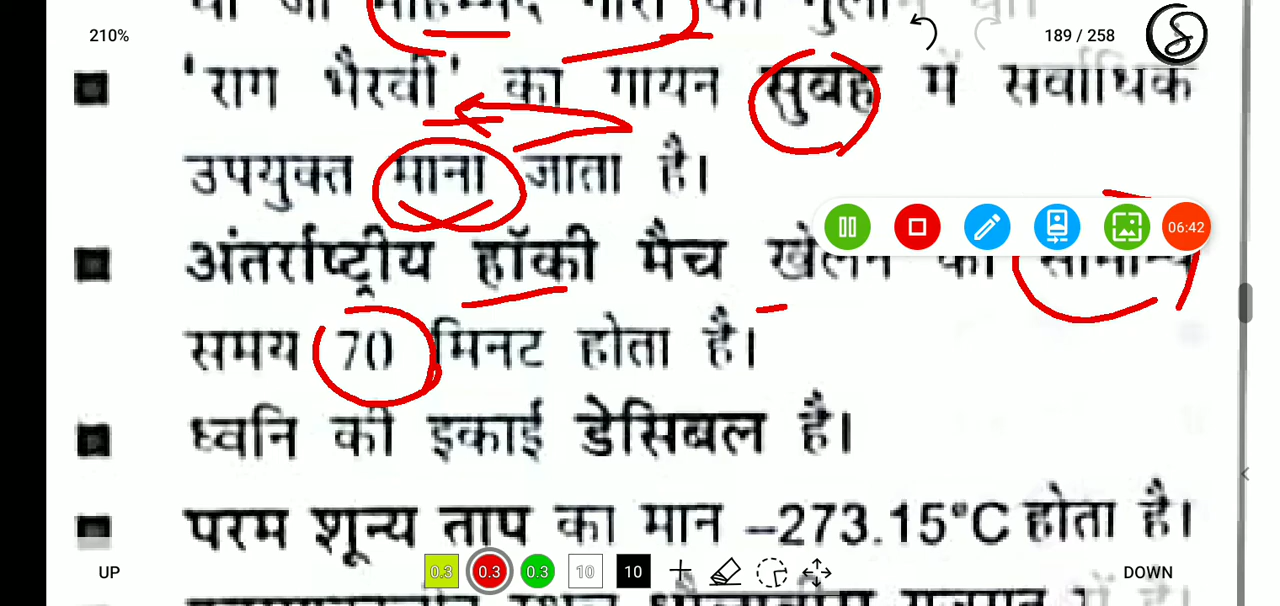 210%
189 / 258
8
'राग भैरवी' का गायन सुबह में सर्वाधिक
उपयुक्त माना जाता है।
06:42
अंतर्राष्ट्रीय हॉकी मैच खेलने का सामान्य
समय 70 मिनट होता है।
ध्वनि की इकाई डेसिबल है।
परम शून्य ताप का मान –273.15°C होता है।
UP
0.3 0.3 0.3 10 10
DOWN